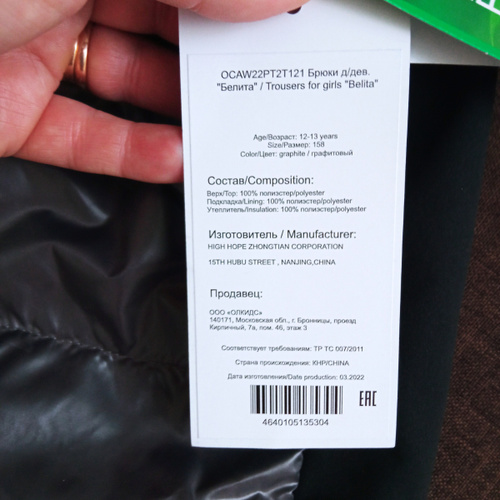 OCAW22PT2T121 Брюки д/дев.
"Белита" / Trousers for girls "Belita"
Age/Возраст: 12-13 years
Size/Размер: 158
Color/Цвет: graphite / графитовый
Состав/Composition:
Верх/Top: 100% полиэстер/polyester
Подкладка/Lining: 100% полиэстер/polyester
Утеплитель/Insulation: 100% полиэстер/polyester
Изготовитель / Manufacturer:
HIGH HOPE ZHONGTIAN CORPORATION
15TH HUBU STREET , NANJING,CHINA
Продавец:
ООО «ОЛКИДС»
140171, Московская обл., г. Бронницы, проезд
Кирпичный, 7в, пом. 46, этаж 3
Соответствует требованиям: ТР ТС 007/2011
Страна происхождения: КНР/CHINA
Дата изготовления/Date production: 03.2022
EAC
4640105135304